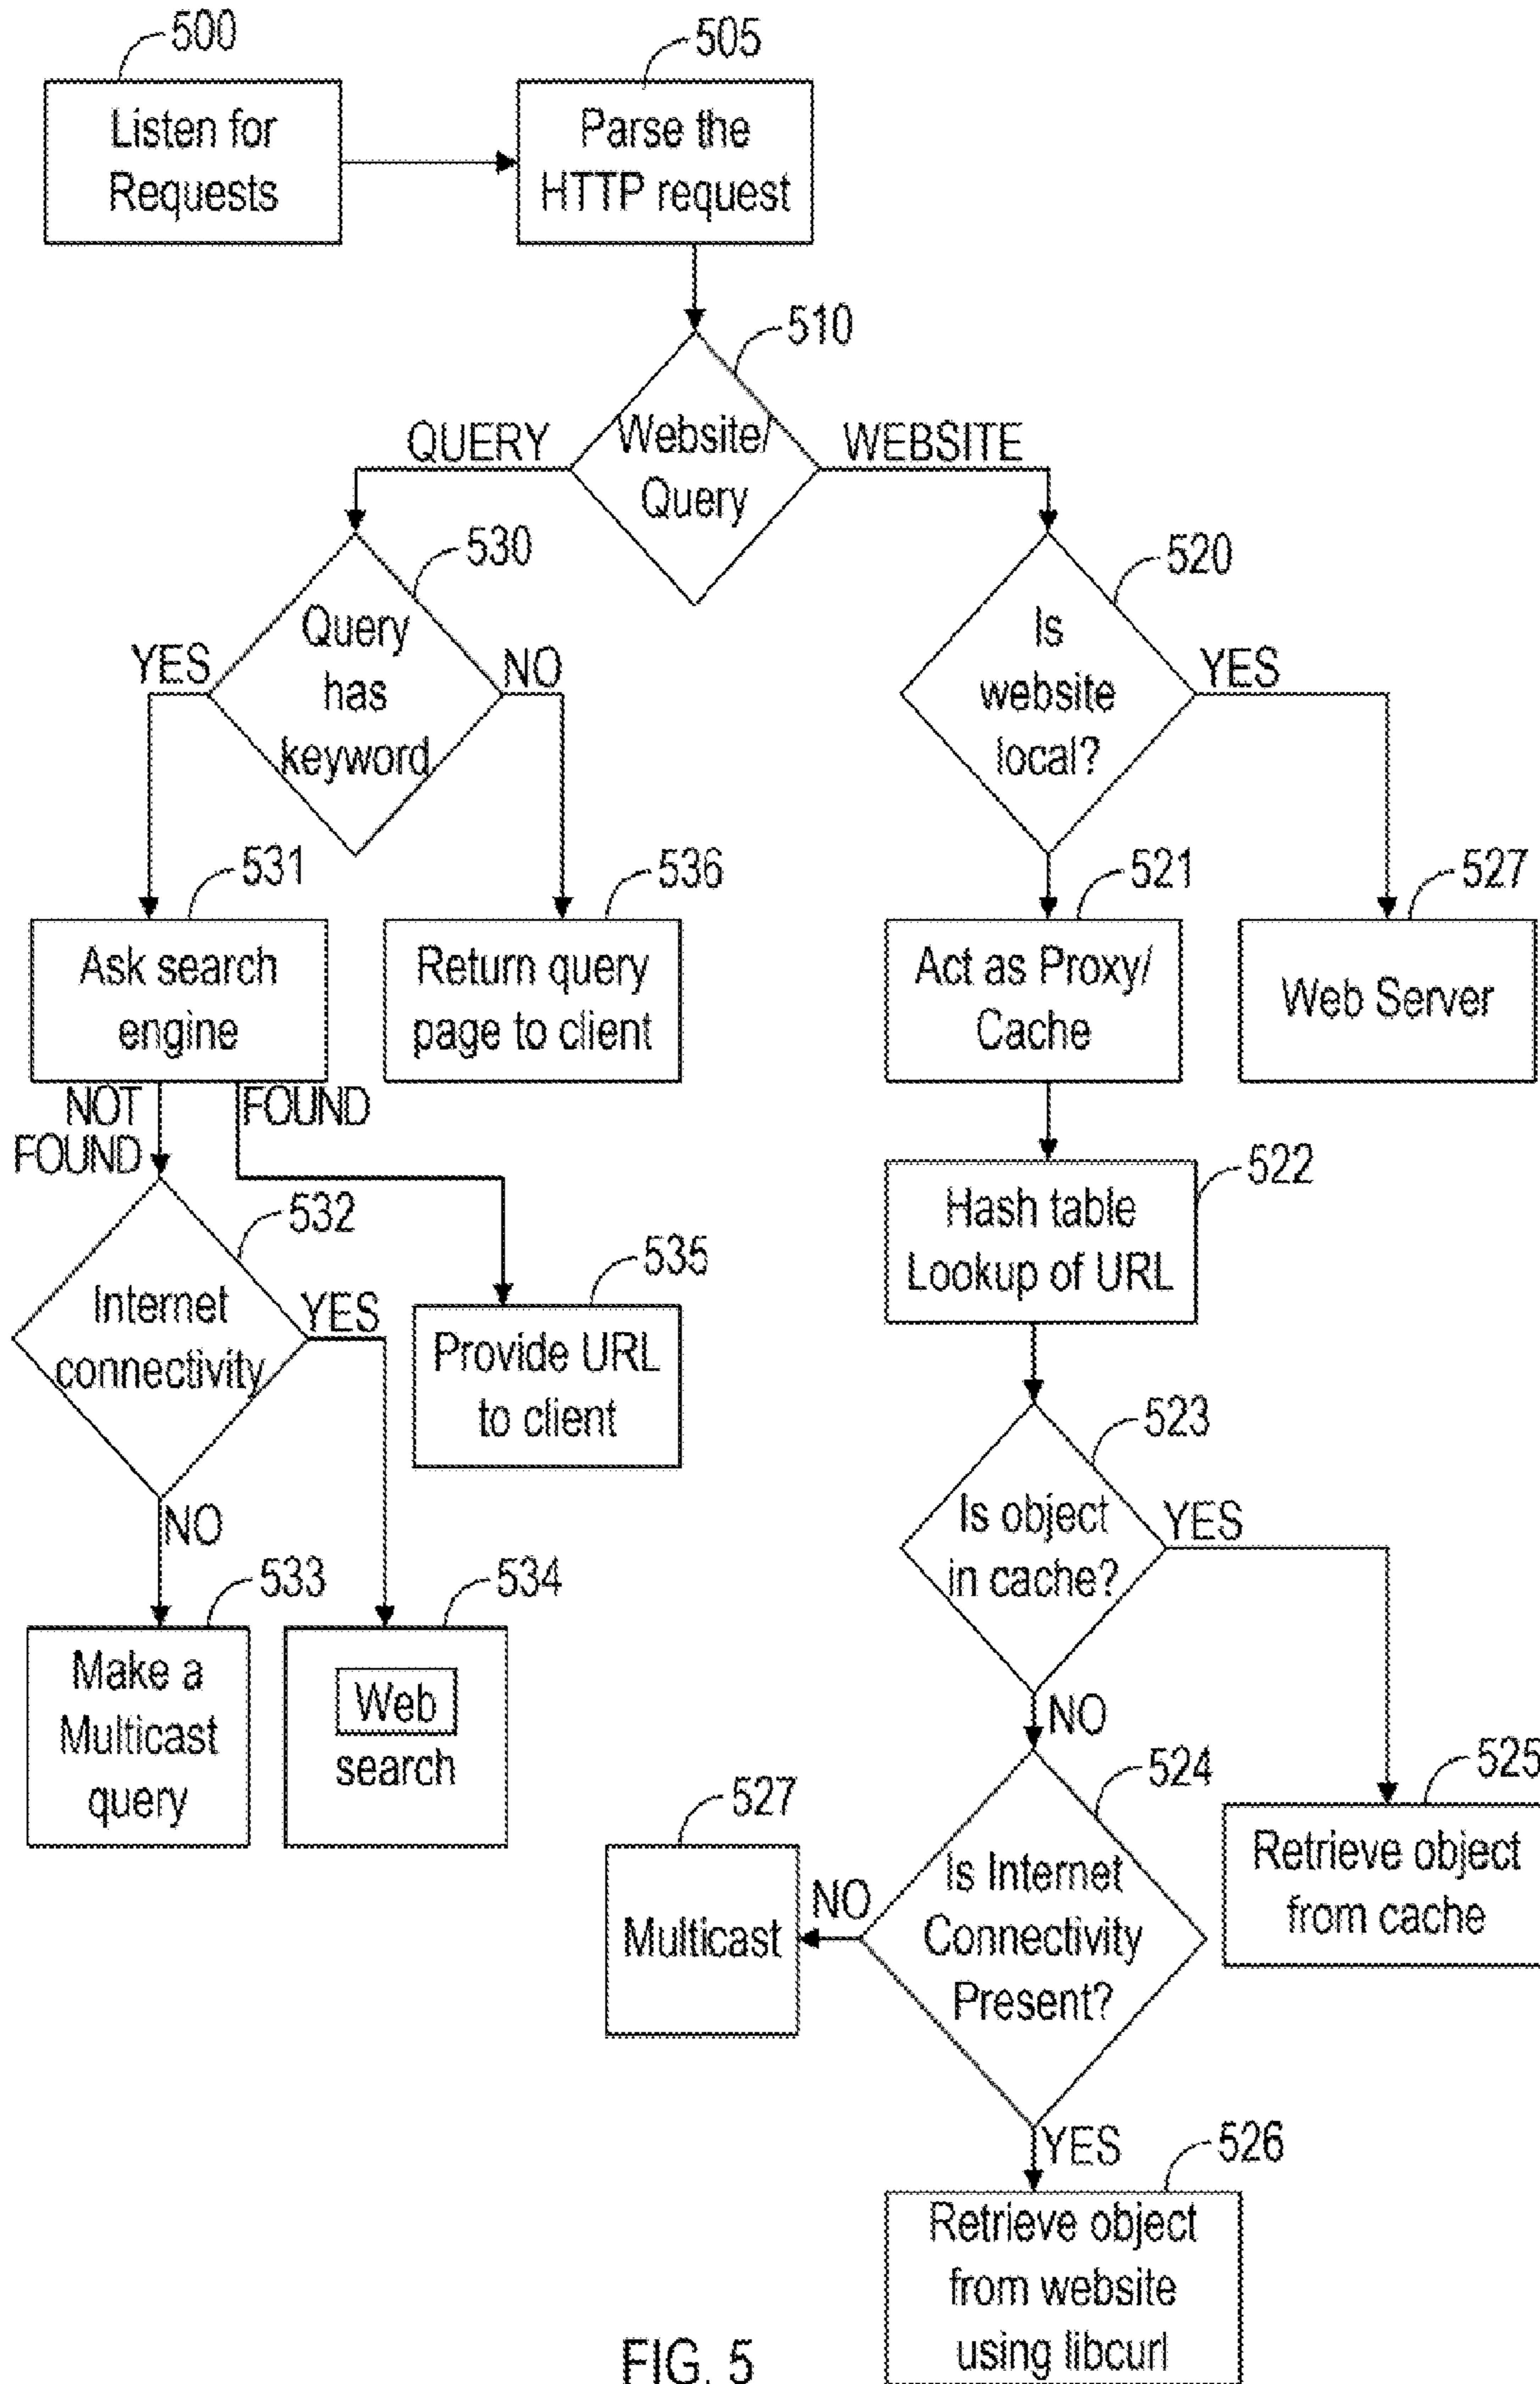 500
505
Listen for
Requests
Parse the
HTTP request
510
Website/
Query
QUERY
WEBSITE
530
520
Query
has
keyword
YES
NO
Is
website
local?
YES
531
536
521
527
Ask search
engine
Return query
page to client
Act as Proxy/
Cache
Web Server
NOT
FOUND
FOUND
522
Hash table
Lookup of URL
532
535
Internet
connectivity
YES
Provide URL
to client
523
Is object
in cache?
YES
NO
NO
533
534
Make a
Multicast
query
Web
search
524
525
527
Is Internet
Connectivity
Present?
Retrieve object
from cache
NO
Multicast
YES
526
Retrieve object
from website
using libcurl
FIG. 5